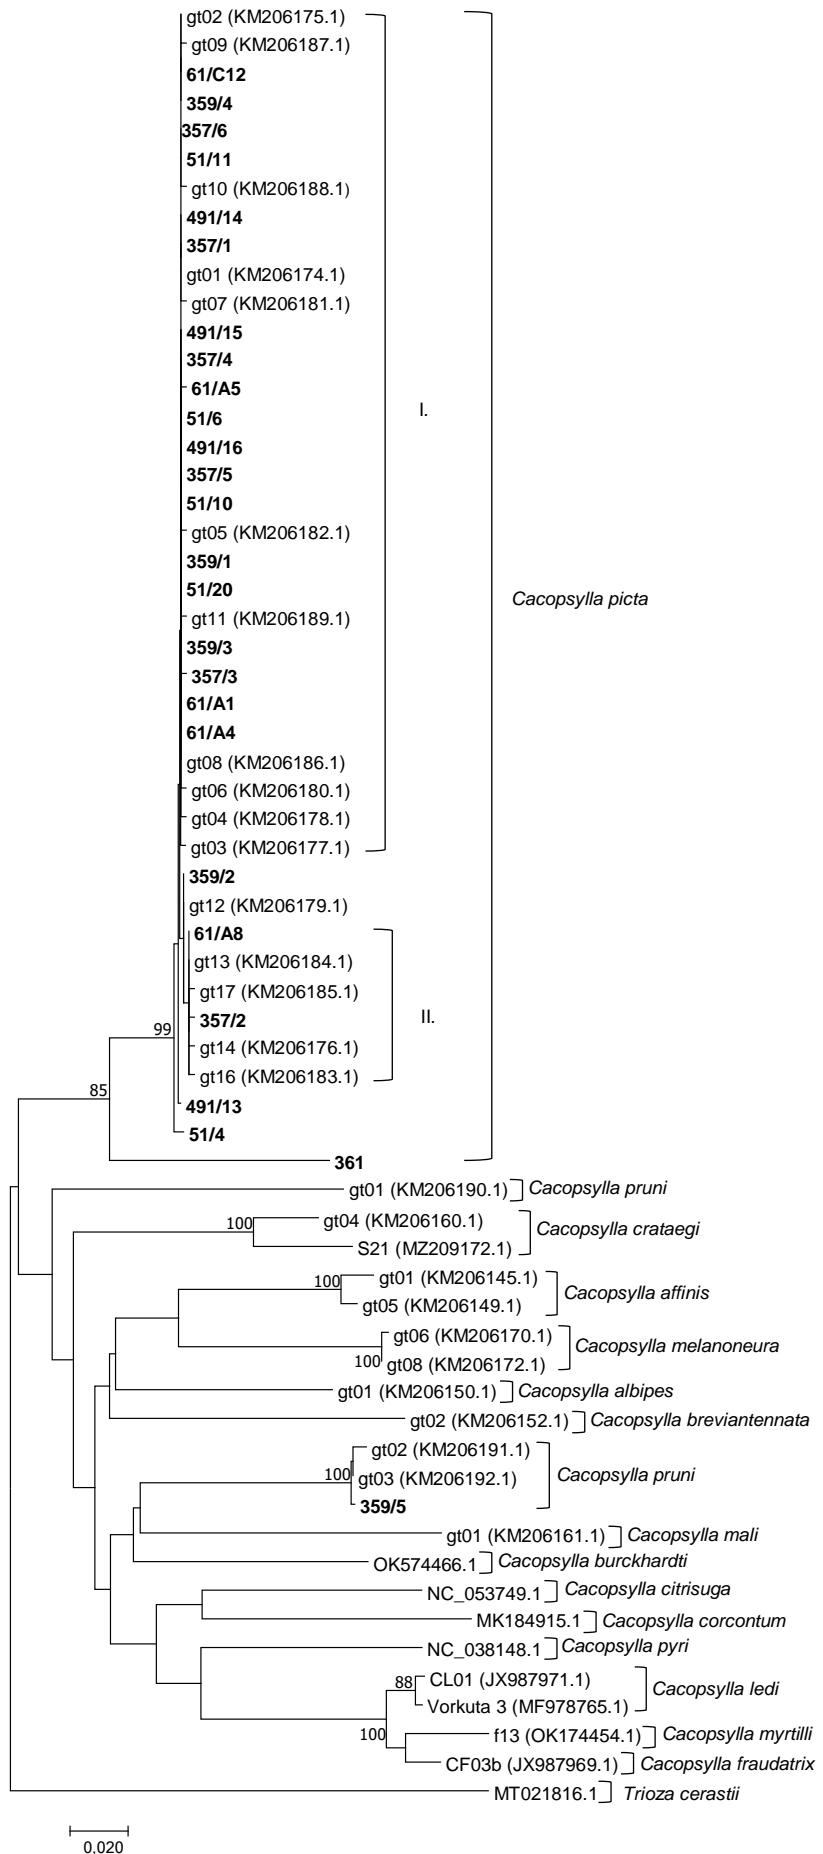 gt02 (KM206175.1)
gt09 (KM206187.1)
61/C12
359/4
357/6
51/11
gt10 (KM206188.1)
491/14
357/1
gt01 (KM206174.1)
gt07 (KM206181.1)
491/15
357/4
61/A5
I.
51/6
491/16
357/5
51/10
gt05 (KM206182.1)
359/1
51/20
Cacopsylla picta
gt11 (KM206189.1)
359/3
357/3
61/A1
61/A4
gt08 (KM206186.1)
gt06 (KM206180.1)
gt04 (KM206178.1)
gt03 (KM206177.1)
359/2
gt12 (KM206179.1)
61/A8
gt13 (KM206184.1)
gt17 (KM206185.1)
357/2
II.
99
gt14 (KM206176.1)
gt16 (KM206183.1)
85
491/13
51/4
361
gt01 (KM206190.1) Cacopsylla pruni
100 gt04 (KM206160.1)
Cacopsylla crataegi
S21 (MZ209172.1)
100 gt01 (KM206145.1)
Cacopsylla affinis
gt05 (KM206149.1)
gt06 (KM206170.1)
Cacopsylla melanoneura
100 gt08 (KM206172.1)
gt01 (KM206150.1) Cacopsylla albipes
gt02 (KM206152.1) Cacopsylla breviantennata
gt02 (KM206191.1)
100 gt03 (KM206192.1) Cacopsylla pruni
359/5
gt01 (KM206161.1) Cacopsylla mali
OK574466.1 Cacopsylla burckhardti
NC_053749.1 Cacopsylla citrisuga
MK184915.1 Cacopsylla corcontum
NC_038148.1 Cacopsylla pyri
88 CL01 (JX987971.1)
Cacopsylla ledi
Vorkuta 3 (MF978765.1)
100 f13 (OK174454.1) Cacopsylla myrtilli
CF03b (JX987969.1) Cacopsylla fraudatrix
MT021816.1 Trioza cerastii
0,020